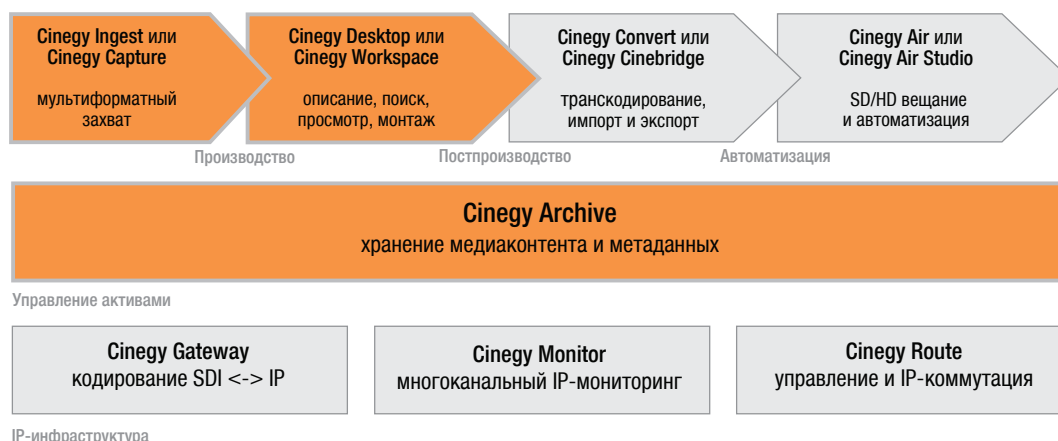 Cinegy Ingest или
Cinegy Capture
мультиформатный
захват
Cinegy Desktop или
Cinegy Workspace
описание, поиск,
просмотр, монтаж
Cinegy Convert или
Cinegy Cinebridge
транскодирование,
импорт и экспорт
Cinegy Air или
Cinegy Air Studio
SD/HD вещание
и автоматизация
Производство
Постпроизводство
Автоматизация
Cinegy Archive
хранение медиаконтента и метаданных
Управление активами
Cinegy Gateway
кодирование SDI <-> IP
Cinegy Monitor
многоканальный IP-мониторинг
Cinegy Route
управление и IP-коммутация
IP-инфраструктура